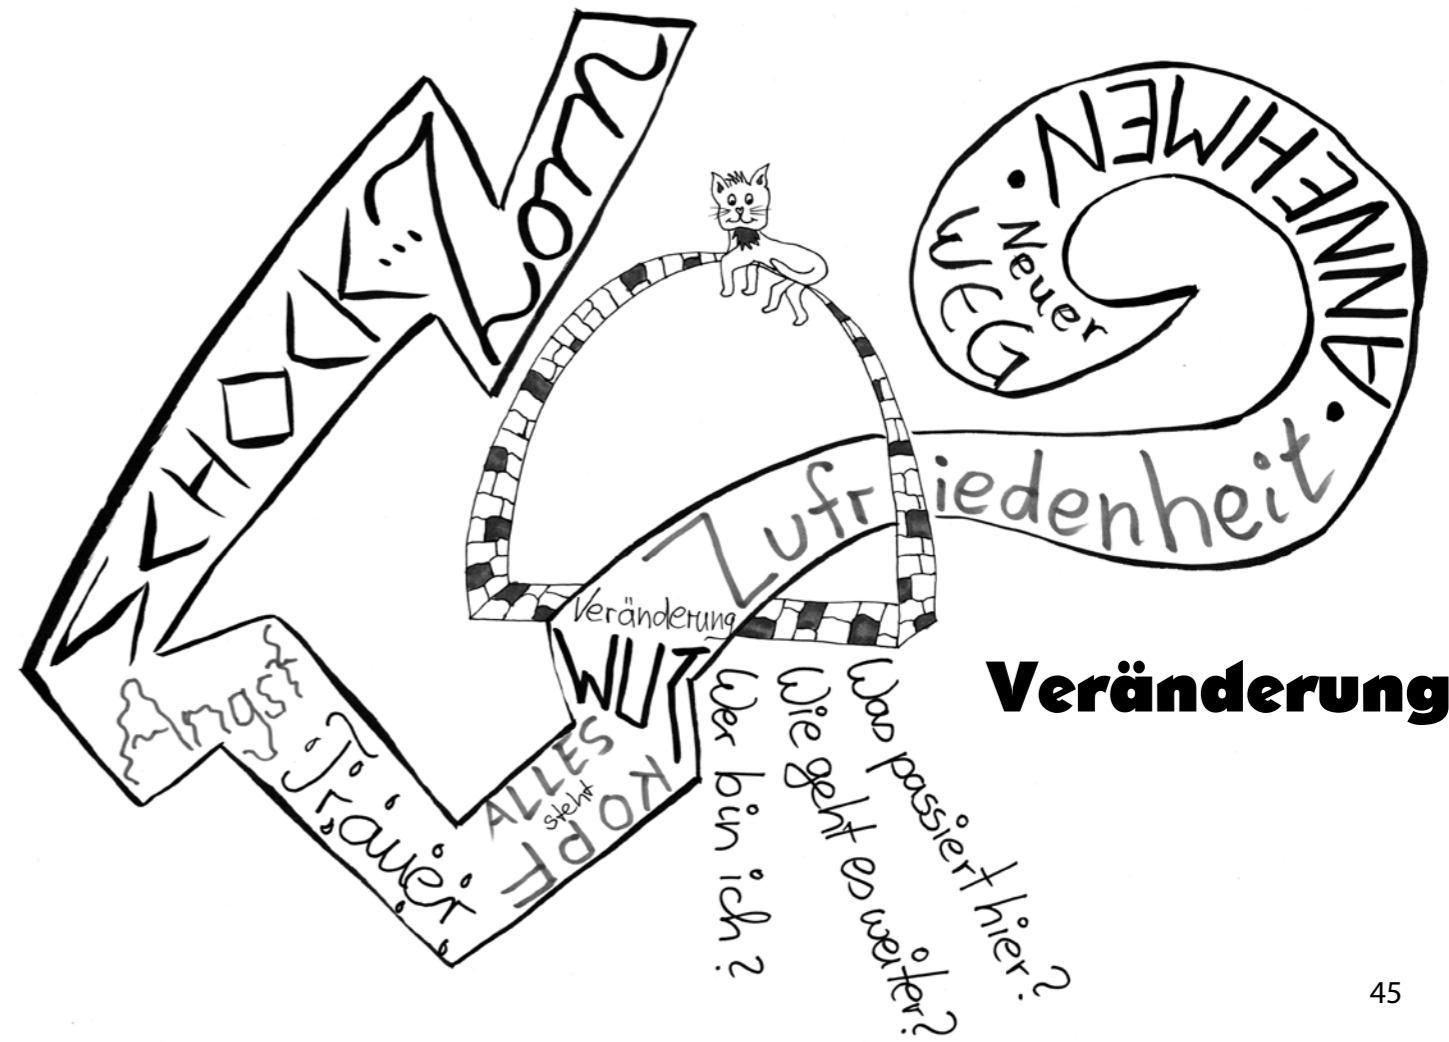 Zorn
SCHOCK
Angst
Trauer
ALLES
steht
KOPF
WUT
Veränderung
Zufriedenheit
• ANNEHMEN •
Neuer
WEG
Wer bin ich?
Wie geht es weiter?
Was passiert hier?
Veränderung
45